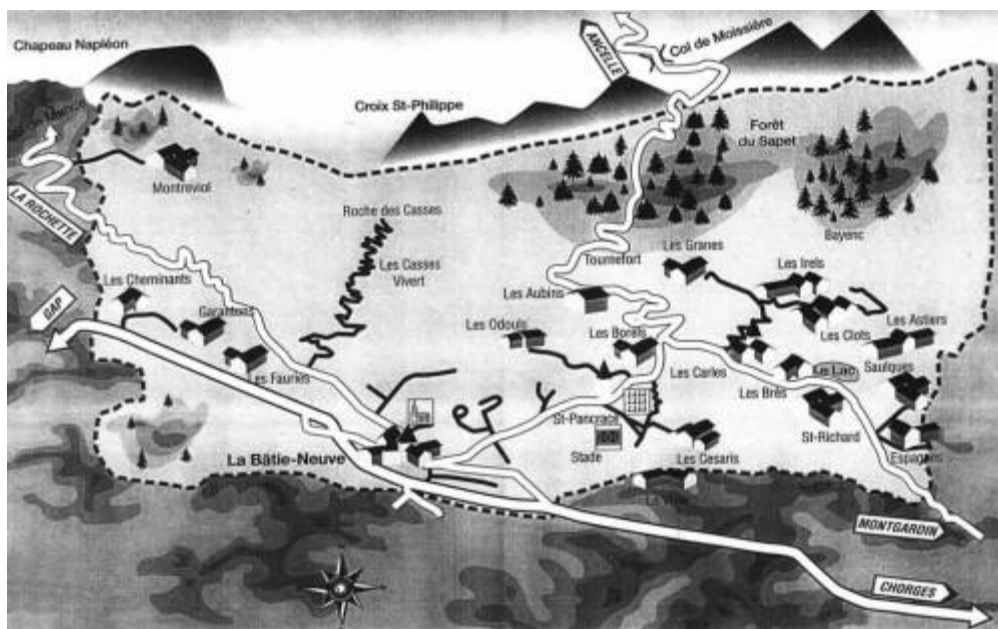 Chapeau Napléon
Croix St-Philippe
ANCELLE
Col de Moissière
Forêt
du Sapet
Montreviol
LA ROCHETTE
Roche des Casses
Les Casses
Vivert
Tournefort
Les Granes
Bayenc
Les Cheminants
GAP
Garantons
Les Fauries
Les Aubins
Les Irels
Les Odouls
Les Borels
Les Clots
Les Astiers
Les Carles
Les Brès
Le Lac
Saulques
St-Pancrace
St-Richard
La Bâtie-Neuve
Stade
Les Césaris
Espagnes
MONTGARDIN
CHORGES